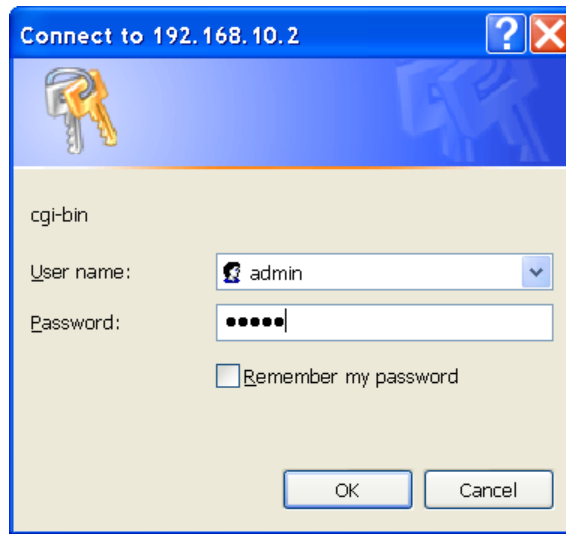 Connect to 192.168.10.2
cgi-bin
User name: admin
Password: •••••
Remember my password
OK Cancel